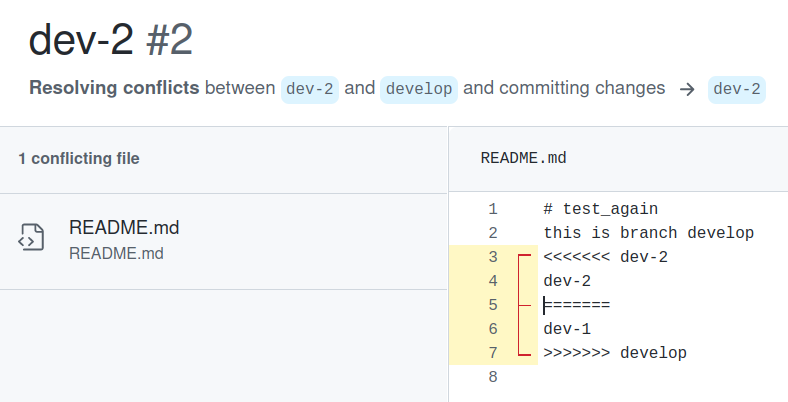 dev-2 #2
Resolving conflicts between dev-2 and develop and committing changes → dev-2
1 conflicting file
README.md
README.md
README.md
1 # test_again
2 this is branch develop
3 <<<<<<< dev-2
4 dev-2
5 =======
6 dev-1
7 >>>>>>> develop
8